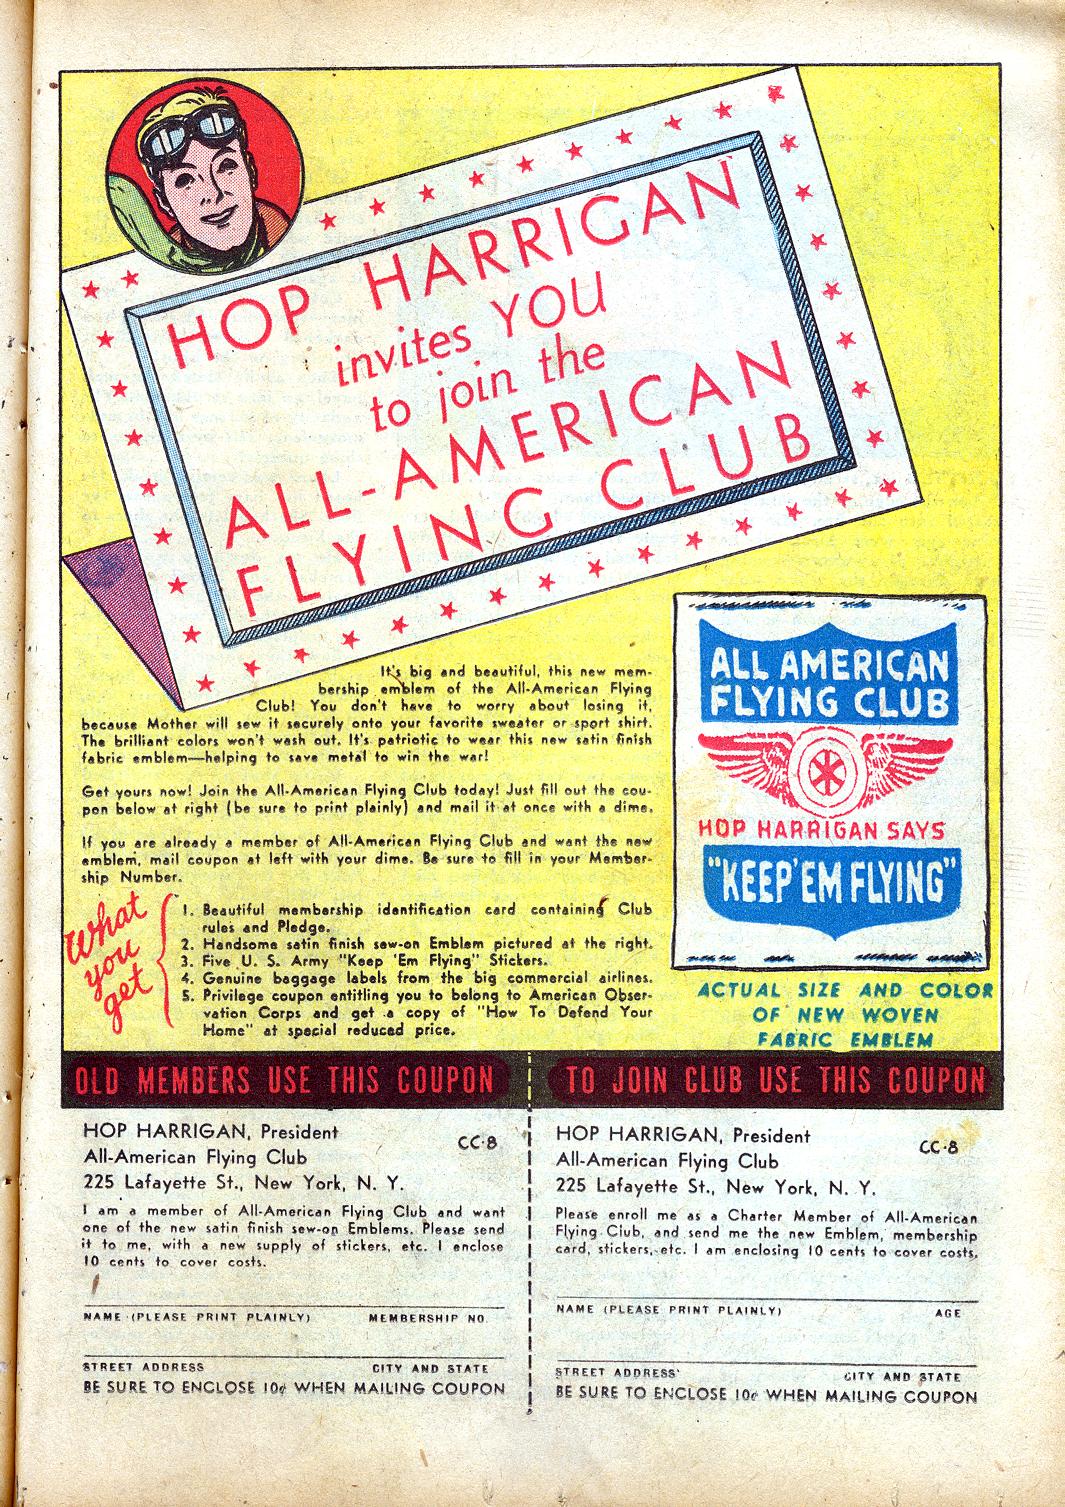 HOP HARRIGAN
invites YOU
to join the
ALL-AMERICAN
FLYING CLUB
It's big and beautiful, this new mem-
bership emblem of the All-American Flying
Club! You don't have to worry about losing it,
because Mother will sew it securely onto your favorite sweater or sport shirt.
The brilliant colors won't wash out. It's patriotic to wear this new satin finish
fabric emblem—helping to save metal to win the war!
Get yours now! Join the All-American Flying Club today! Just fill out the cou-
pon below at right (be sure to print plainly) and mail it at once with a dime.
If you are already a member of All-American Flying Club and want the new
emblem, mail coupon at left with your dime. Be sure to fill in your Member-
ship Number.
What
you
get
1. Beautiful membership identification card containing Club
rules and Pledge.
2. Handsome satin finish sew-on Emblem pictured at the right.
3. Five U. S. Army "Keep 'Em Flying" Stickers.
4. Genuine baggage labels from the big commercial airlines.
5. Privilege coupon entitling you to belong to American Obser-
vation Corps and get a copy of "How To Defend Your
Home" at special reduced price.
ALL AMERICAN
FLYING CLUB
HOP HARRIGAN SAYS
"KEEP 'EM FLYING"
ACTUAL SIZE AND COLOR
OF NEW WOVEN
FABRIC EMBLEM
OLD MEMBERS USE THIS COUPON
HOP HARRIGAN, President
CC-8
All-American Flying Club
225 Lafayette St., New York, N. Y.
I am a member of All-American Flying Club and want
one of the new satin finish sew-on Emblems. Please send
it to me, with a new supply of stickers, etc. I enclose
10 cents to cover costs.
NAME (PLEASE PRINT PLAINLY) MEMBERSHIP NO.
STREET ADDRESS CITY AND STATE
BE SURE TO ENCLOSE 10¢ WHEN MAILING COUPON
TO JOIN CLUB USE THIS COUPON
HOP HARRIGAN, President
CC-8
All-American Flying Club
225 Lafayette St., New York, N. Y.
Please enroll me as a Charter Member of All-American
Flying Club, and send me the new Emblem, membership
card, stickers, etc. I am enclosing 10 cents to cover costs.
NAME (PLEASE PRINT PLAINLY) AGE
STREET ADDRESS CITY AND STATE
BE SURE TO ENCLOSE 10¢ WHEN MAILING COUPON